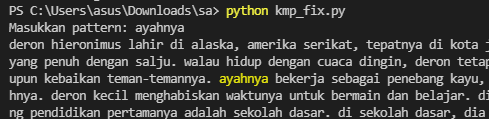 PS C:\Users\asus\Downloads\sa> python kmp_fix.py
Masukkan pattern: ayahnya
deron hieronimus lahir di alaska, amerika serikat, tepatnya di kota j
yang penuh dengan salju. walau hidup dengan cuaca dingin, deron tetap
upun kebaikan teman-temannya. ayahnya bekerja sebagai penebang kayu,
hnya. deron kecil menghabiskan waktunya untuk bermain dan belajar. di
ng pendidikan pertamanya adalah sekolah dasar. di sekolah dasar, dia